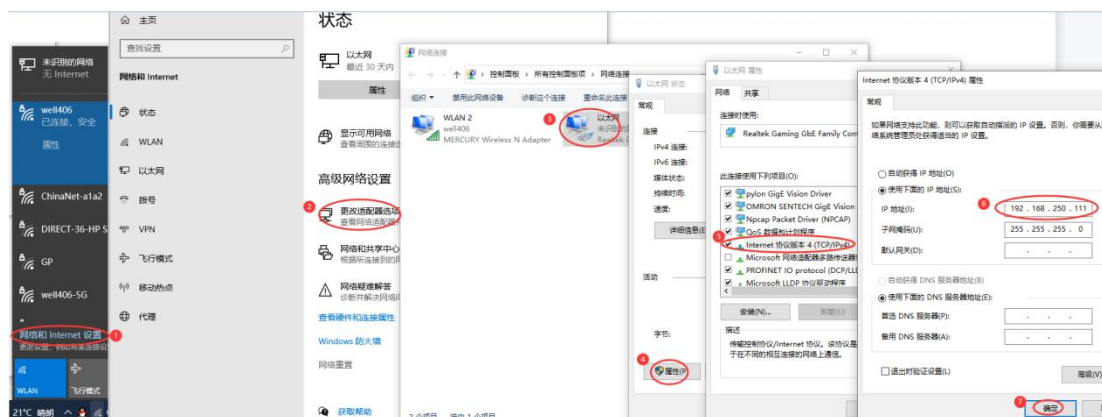 未识别的网络
无 Internet
well406
已连接，安全
属性
ChinaNet-a1a2
DIRECT-36-HP S
GP
well406-5G
网络和 Internet 设置
1
WLAN
飞行模式
21°C 晴朗
主页
查找设置
网络和 Internet
状态
WLAN
以太网
拨号
VPN
飞行模式
移动热点
代理
状态
以太网
最近 30 天内
属性
显示可用网络
查看周围的连接选
高级网络设置
2
更改适配器选项
查看网络适配器
网络和共享中心
根据所连接到的网
网络疑难解答
诊断并解决网络问
查看硬件和连接属性
Windows 防火墙
网络重置
获取帮助
网络连接
控制面板 › 所有控制面板项 › 网络连接
组织 禁用此网络设备 诊断这个连接 重命名此连接
WLAN 2
well406
MERCURY Wireless N Adapter
3
以太网
以太网 状态
常规
连接
IPv4 连接:
IPv6 连接:
媒体状态:
持续时间:
速度:
详细信息(E
活动
字节:
4
属性(P)
以太网 属性
网络 共享
连接时使用:
Realtek Gaming GbE Family Con
此连接使用下列项目(O):
pylon GigE Vision Driver
OMRON SENTECH GigE Vision
Npcap Packet Driver (NPCAP)
QoS 数据包计划程序
5
Internet 协议版本 4 (TCP/IPv4)
Microsoft 网络适配器多路传送器
PROFINET IO protocol (DCP/LL
Microsoft LLDP 协议驱动程序
安装(N)...
卸载(U)
描述
传输控制协议/Internet 协议。该协议是
于在不同的相互连接的网络上通信。
Internet 协议版本 4 (TCP/IPv4) 属性
常规
如果网络支持此功能，则可以获取自动指派的 IP 设置。否则，你需要从
络系统管理员处获得适当的 IP 设置。
自动获得 IP 地址(O)
使用下面的 IP 地址(S):
IP 地址(I):
6
192 . 168 . 250 . 111
子网掩码(U):
255 . 255 . 255 . 0
默认网关(D):
自动获得 DNS 服务器地址(B)
使用下面的 DNS 服务器地址(E):
首选 DNS 服务器(P):
备用 DNS 服务器(A):
退出时验证设置(L)
高级(V)
7
确定